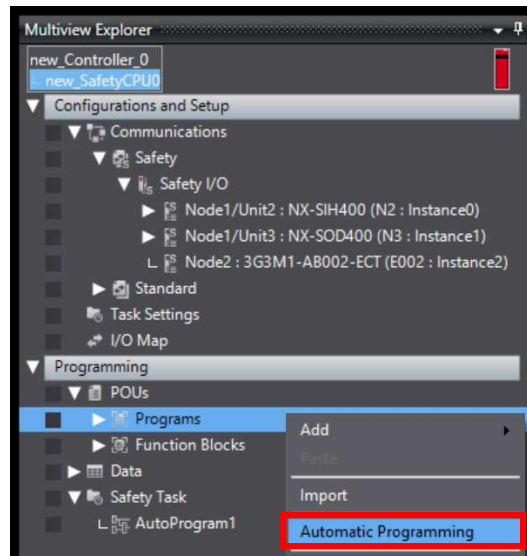 Multiview Explorer
new_Controller_0
new_SafetyCPU0
Configurations and Setup
Communications
Safety
Safety I/O
Node1/Unit2 : NX-SIH400 (N2 : Instance0)
Node1/Unit3 : NX-SOD400 (N3 : Instance1)
Node2 : 3G3M1-AB002-ECT (E002 : Instance2)
Standard
Task Settings
I/O Map
Programming
POUs
Programs
Add
Function Blocks
Paste
Data
Import
Safety Task
AutoProgram1
Automatic Programming